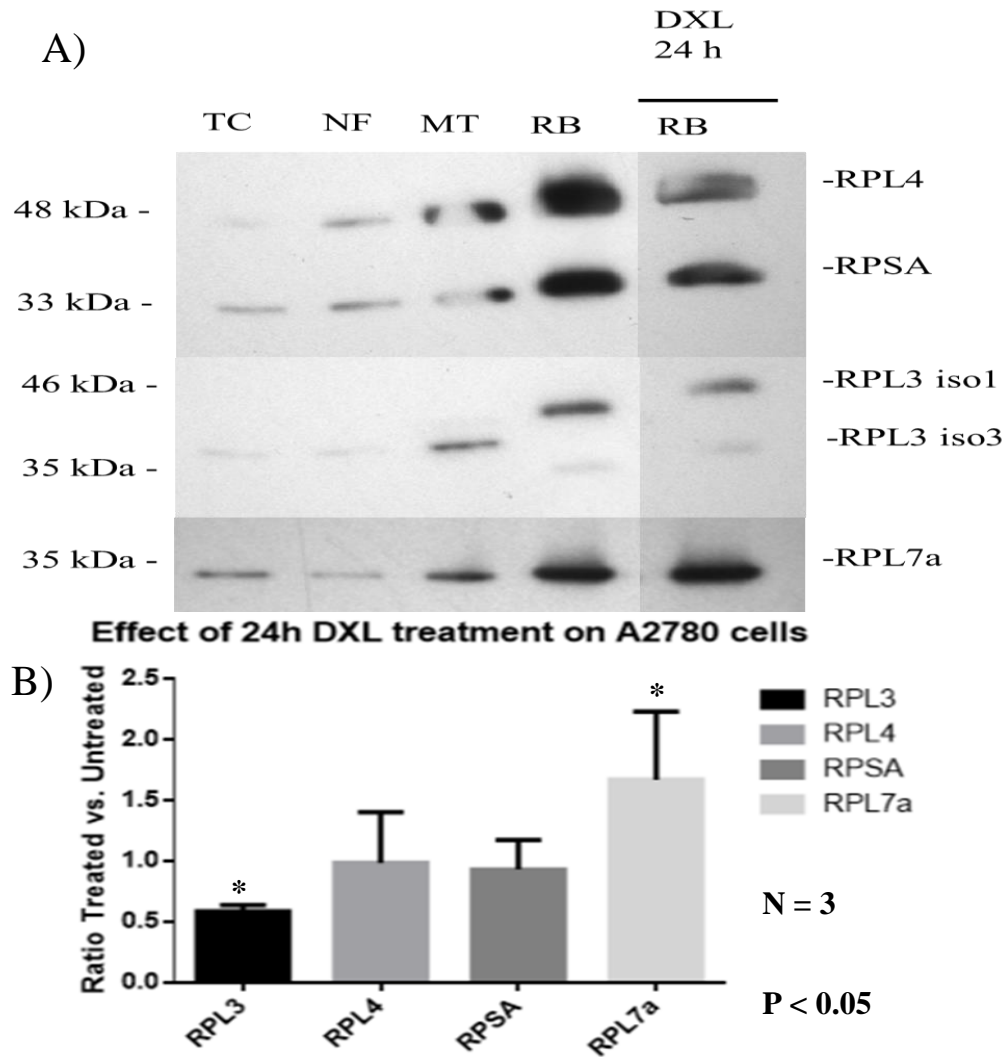 A)
DXL
24 h
TC NF MT RB RB
48 kDa - -RPL4
33 kDa - -RPSA
46 kDa - -RPL3 iso1
35 kDa - -RPL3 iso3
35 kDa - -RPL7a
Effect of 24h DXL treatment on A2780 cells
B)
Ratio Treated vs. Untreated
2.5
2.0
1.5
1.0
0.5
0.0
*
*
RPL3
RPL4
RPSA
RPL7a
RPL3
RPL4
RPSA
RPL7a
N = 3
P < 0.05